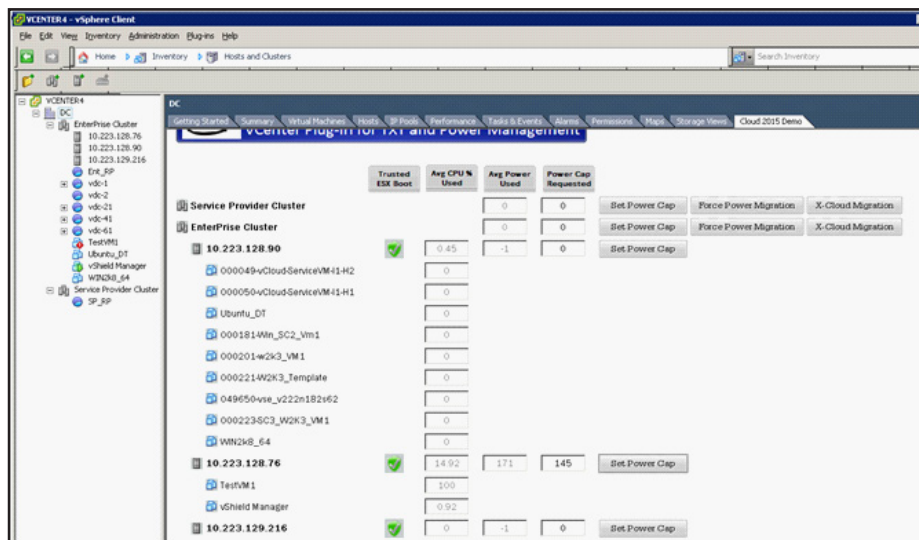 VCENTER4 - vSphere Client
File Edit View Inventory Administration Plug-ins Help
Home Inventory Hosts and Clusters Search Inventory
VCENTER4
DC
EnterPrise Cluster
10.223.128.76
10.223.128.90
10.223.129.216
Ent_RP
vdc-1
vdc-2
vdc-21
vdc-41
vdc-61
TestVM1
Ubuntu_DT
vShield Manager
WIN2k8_64
Service Provider Cluster
SP_RP
DC
Getting Started Summary Virtual Machines Hosts IP Pools Performance Tasks & Events Alarms Permissions Maps Storage Views Cloud 2015 Demo
vCenter Plug-in for TXT and Power Management
Trusted ESX Boot Avg CPU % Used Avg Power Used Power Cap Requested
Service Provider Cluster 0 0 Set Power Cap Force Power Migration X-Cloud Migration
EnterPrise Cluster 0 0 Set Power Cap Force Power Migration X-Cloud Migration
10.223.128.90 0.45 -1 0 Set Power Cap
000049-vCloud-ServiceVM-I1-H2 0
000050-vCloud-ServiceVM-I1-H1 0
Ubuntu_DT 0
000181-Win_SC2_Vm1 0
000201-w2k3_VM1 0
000221-W2K3_Template 0
049650-vse_v222n182s62 0
000223-SC3_W2K3_VM1 0
WIN2k8_64 0
10.223.128.76 14.92 171 145 Set Power Cap
TestVM1 100
vShield Manager 0.92
10.223.129.216 0 -1 0 Set Power Cap